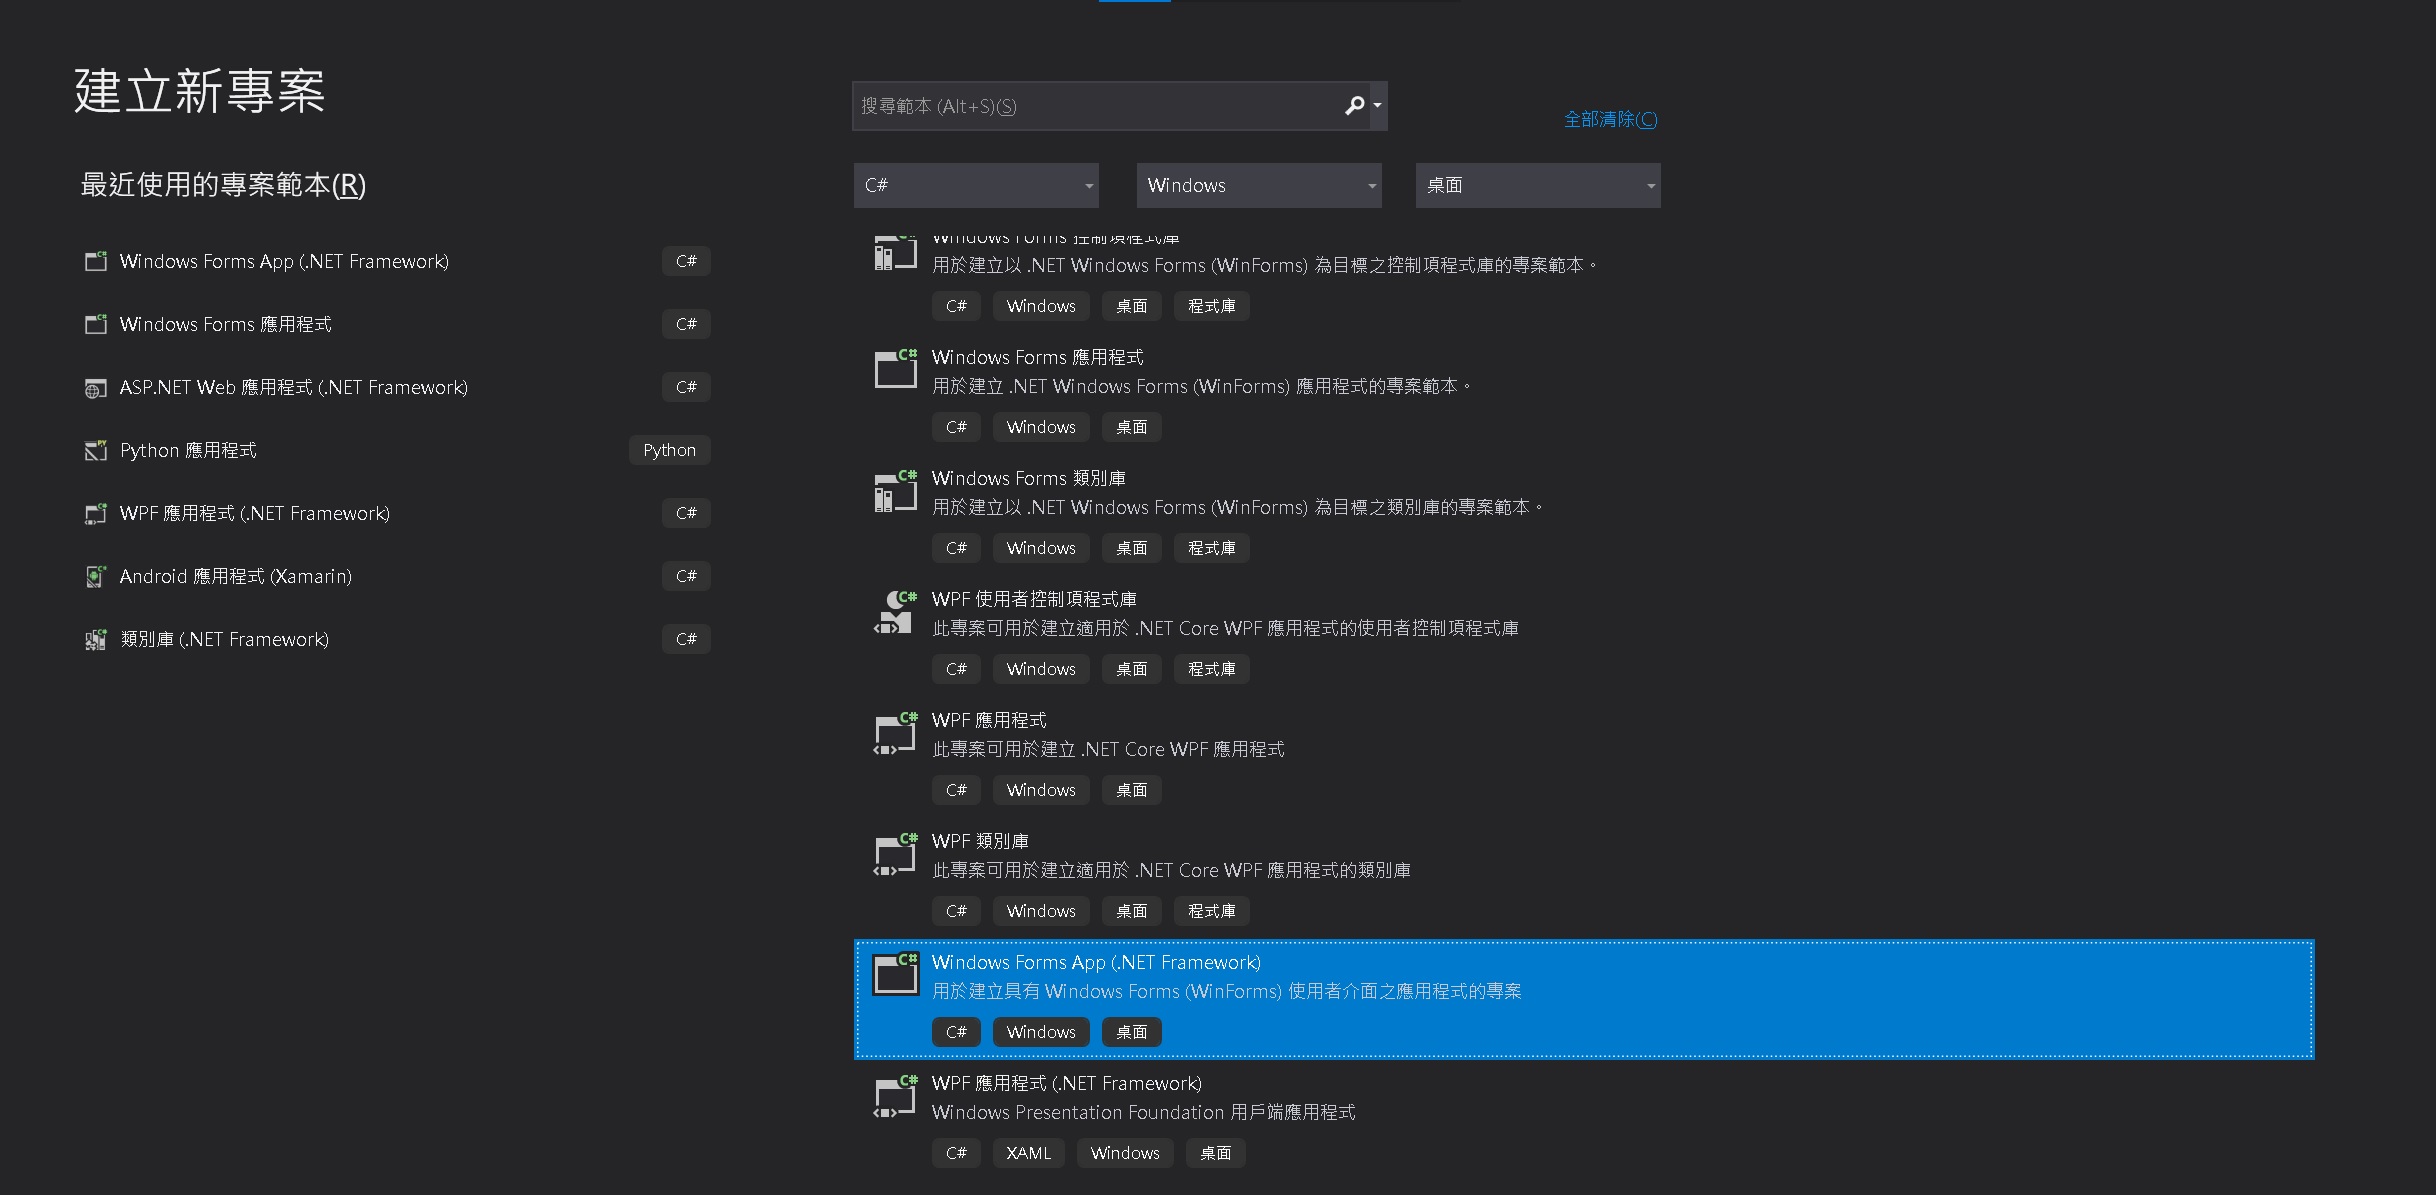 建立新專案
最近使用的專案範本(R)
Windows Forms App (.NET Framework) C#
Windows Forms 應用程式 C#
ASP.NET Web 應用程式 (.NET Framework) C#
Python 應用程式 Python
WPF 應用程式 (.NET Framework) C#
Android 應用程式 (Xamarin) C#
類別庫 (.NET Framework) C#
搜尋範本 (Alt+S)(S)
全部清除(C)
C# Windows 桌面
Windows Forms 控制項程式庫
用於建立以 .NET Windows Forms (WinForms) 為目標之控制項程式庫的專案範本。
C# Windows 桌面 程式庫
Windows Forms 應用程式
用於建立 .NET Windows Forms (WinForms) 應用程式的專案範本。
C# Windows 桌面
Windows Forms 類別庫
用於建立以 .NET Windows Forms (WinForms) 為目標之類別庫的專案範本。
C# Windows 桌面 程式庫
WPF 使用者控制項程式庫
此專案可用於建立適用於 .NET Core WPF 應用程式的使用者控制項程式庫
C# Windows 桌面 程式庫
WPF 應用程式
此專案可用於建立 .NET Core WPF 應用程式
C# Windows 桌面
WPF 類別庫
此專案可用於建立適用於 .NET Core WPF 應用程式的類別庫
C# Windows 桌面 程式庫
Windows Forms App (.NET Framework)
用於建立具有 Windows Forms (WinForms) 使用者介面之應用程式的專案
C# Windows 桌面
WPF 應用程式 (.NET Framework)
Windows Presentation Foundation 用戶端應用程式
C# XAML Windows 桌面